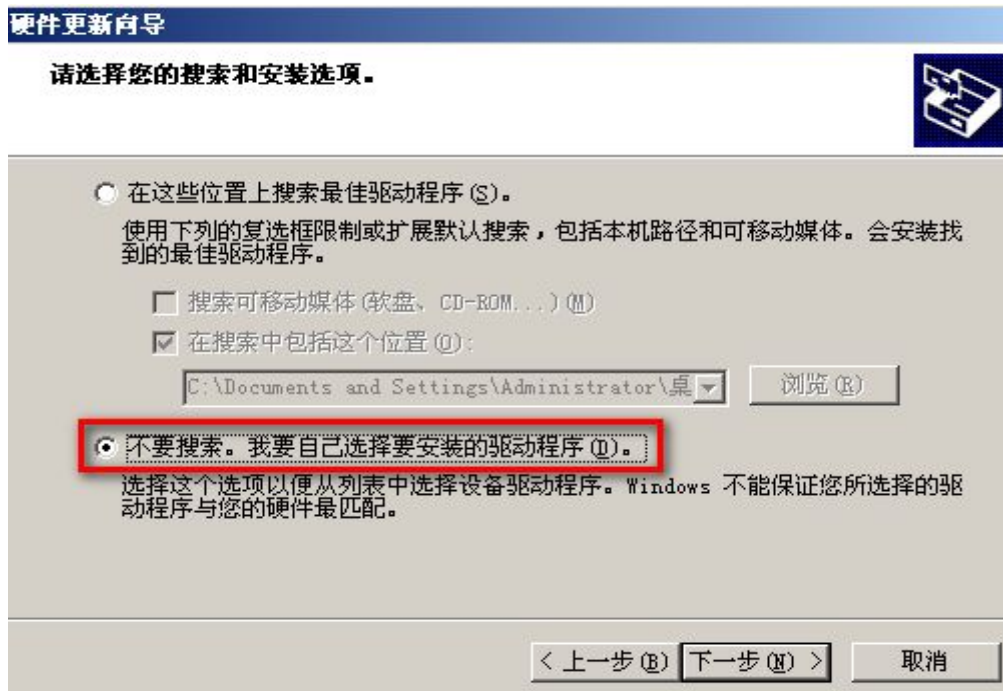 硬件更新向导
请选择您的搜索和安装选项。
在这些位置上搜索最佳驱动程序(S)。
使用下列的复选框限制或扩展默认搜索，包括本机路径和可移动媒体。会安装找
到的最佳驱动程序。
搜索可移动媒体(软盘、CD-ROM...)(M)
在搜索中包括这个位置(O):
C:\Documents and Settings\Administrator\桌
浏览(R)
不要搜索。我要自己选择要安装的驱动程序(D)。
选择这个选项以便从列表中选择设备驱动程序。Windows 不能保证您所选择的驱
动程序与您的硬件最匹配。
< 上一步(B)
下一步(N) >
取消